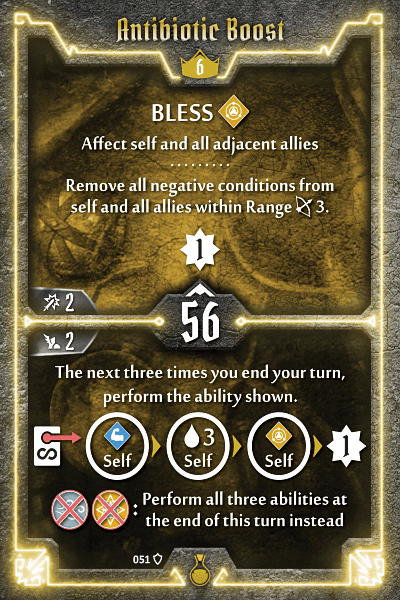 Antibiotic Boost
6
BLESS
Affect self and all adjacent allies
Remove all negative conditions from
self and all allies within Range 3.
1
2
56
2
The next three times you end your turn,
perform the ability shown.
3
Self Self Self 1
: Perform all three abilities at
the end of this turn instead
051